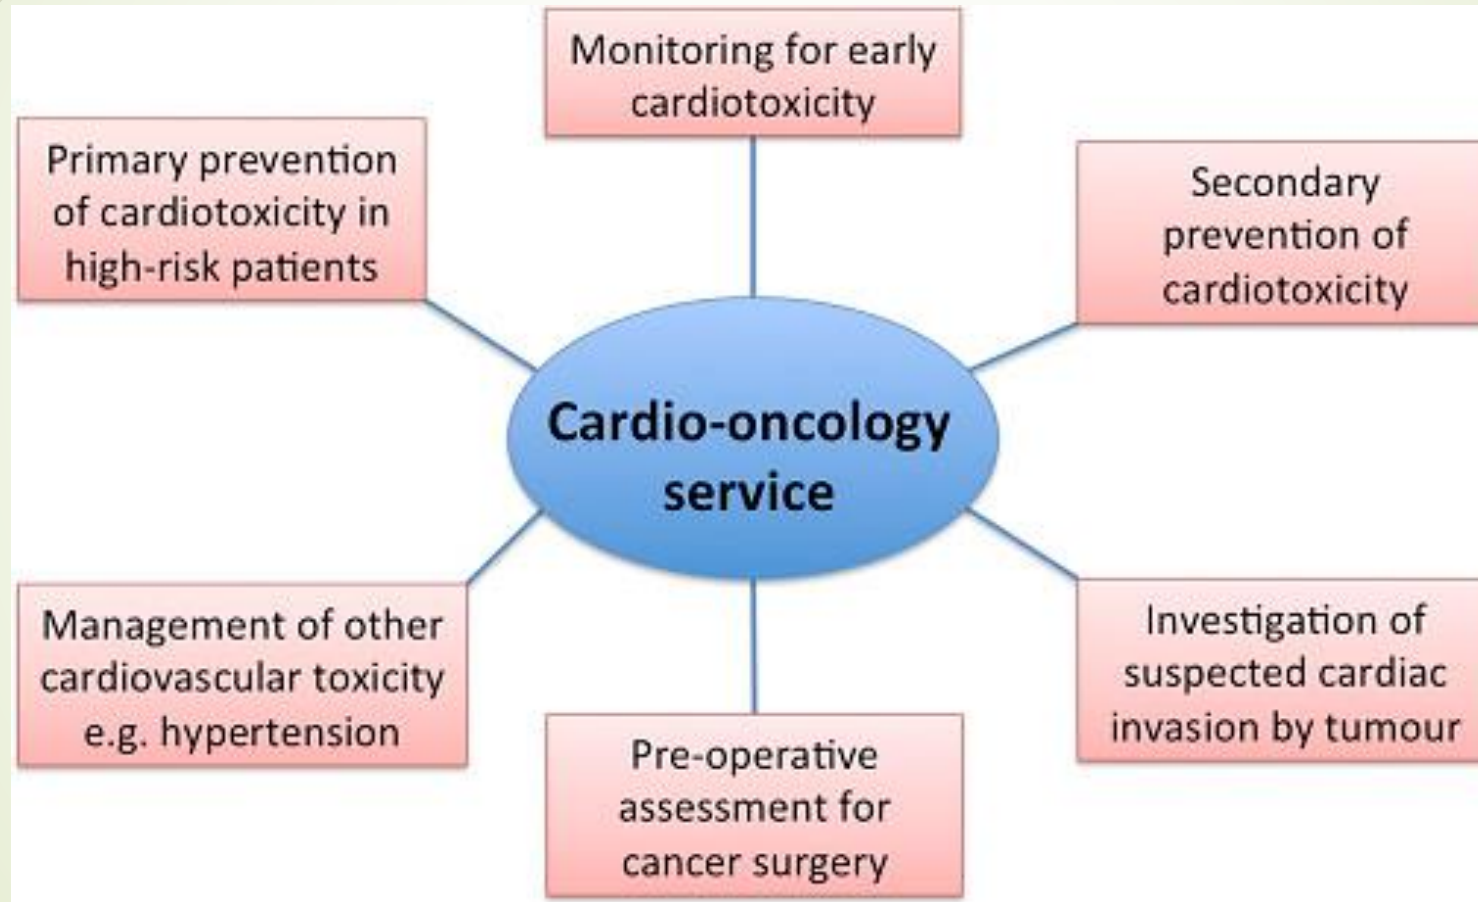 Monitoring for early
cardiotoxicity
Primary prevention
of cardiotoxicity in
high-risk patients
Secondary
prevention of
cardiotoxicity
Cardio-oncology
service
Management of other
cardiovascular toxicity
e.g. hypertension
Pre-operative
assessment for
cancer surgery
Investigation of
suspected cardiac
invasion by tumour